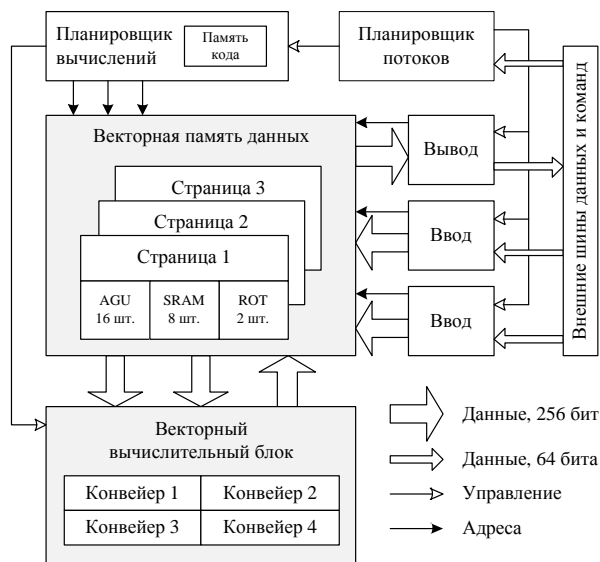 Планировщик
вычислений
Память
кода
Планировщик
потоков
Внешние шины данных и команд
Векторная память данных
Страница 3
Страница 2
Страница 1
AGU
16 шт.
SRAM
8 шт.
ROT
2 шт.
Вывод
Ввод
Ввод
Векторный
вычислительный блок
Конвейер 1
Конвейер 2
Конвейер 3
Конвейер 4
Данные, 256 бит
Данные, 64 бита
Управление
Адреса